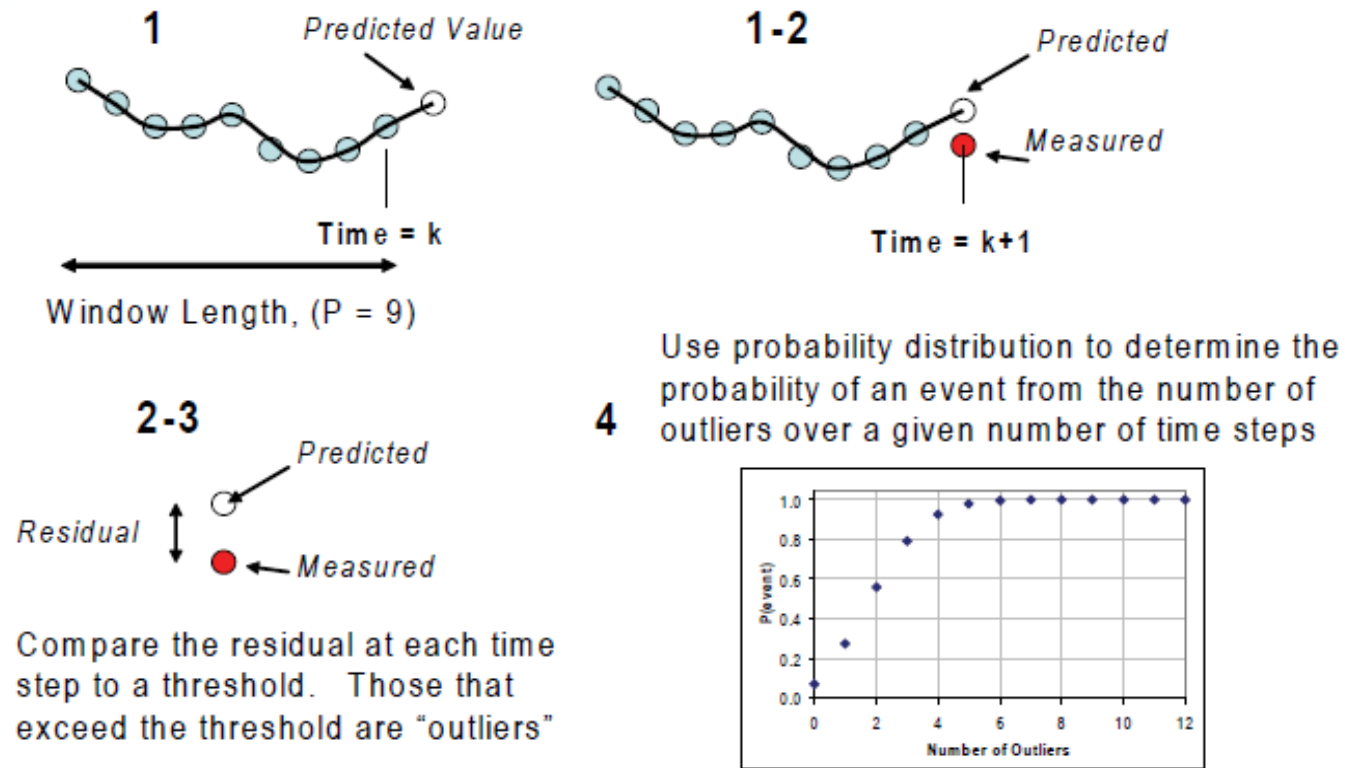 1
Predicted Value
Time = k
Window Length, (P = 9)
1-2
Predicted
Measured
Time = k+1
2-3
Predicted
Residual
Measured
Compare the residual at each time
step to a threshold. Those that
exceed the threshold are “outliers”
4
Use probability distribution to determine the
probability of an event from the number of
outliers over a given number of time steps
P(event)
1.0
0.8
0.6
0.4
0.2
0.0
0 2 4 6 8 10 12
Number of Outliers